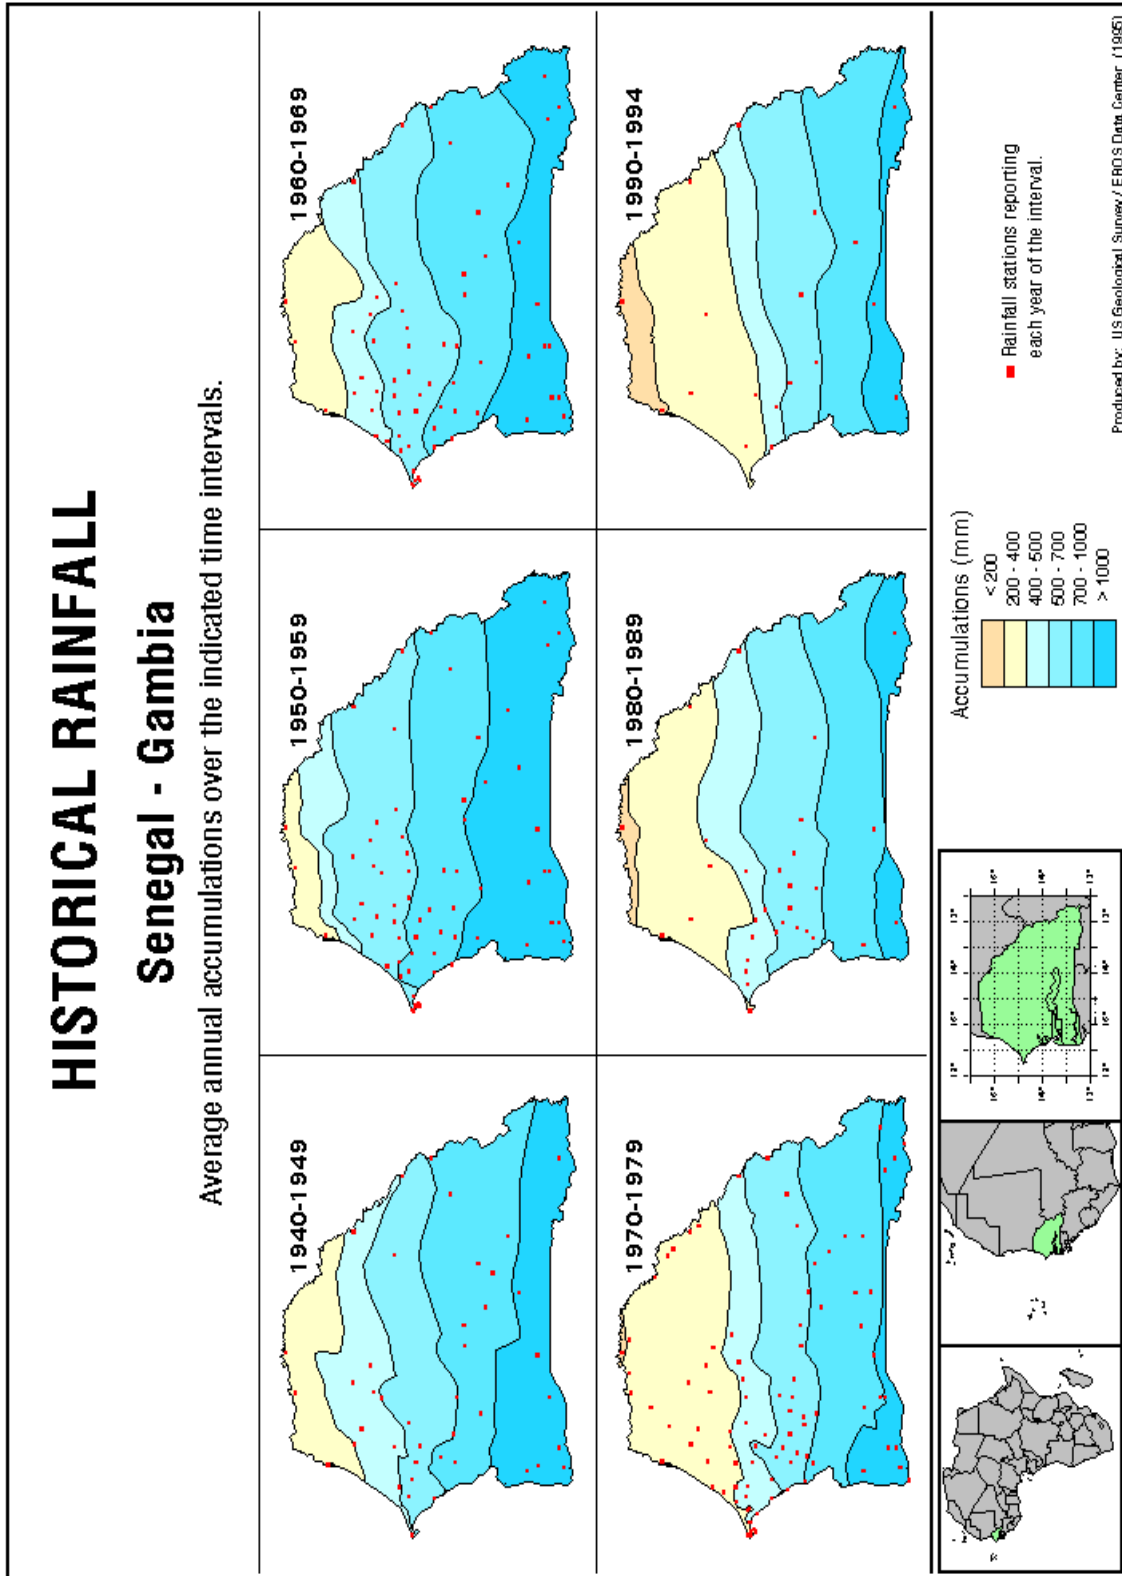 HISTORICAL RAINFALL
Senegal - Gambia
Average annual accumulations over the indicated time intervals.
1940-1949
1950-1959
1960-1969
1970-1979
1980-1989
1990-1994
Accumulations (mm)
< 200
200 - 400
400 - 500
500 - 700
700 - 1000
> 1000
Rainfall stations reporting
each year of the interval.
Produced by: US Geological Survey / EROS Data Center (1995)